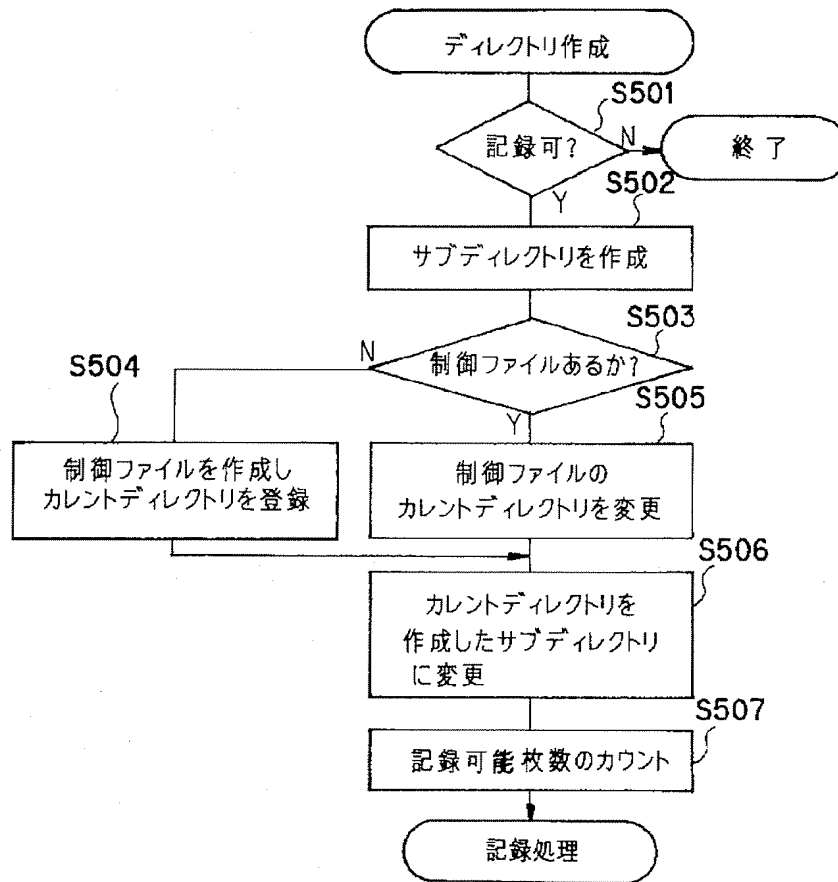 ディレクトリ作成
S501
記録可?
N
終了
Y
S502
サブディレクトリを作成
S503
制御ファイルあるか?
N
S504
Y
S505
制御ファイルを作成し
カレントディレクトリを登録
制御ファイルの
カレントディレクトリを変更
S506
カレントディレクトリを
作成したサブディレクトリ
に変更
S507
記録可能枚数のカウント
記録処理